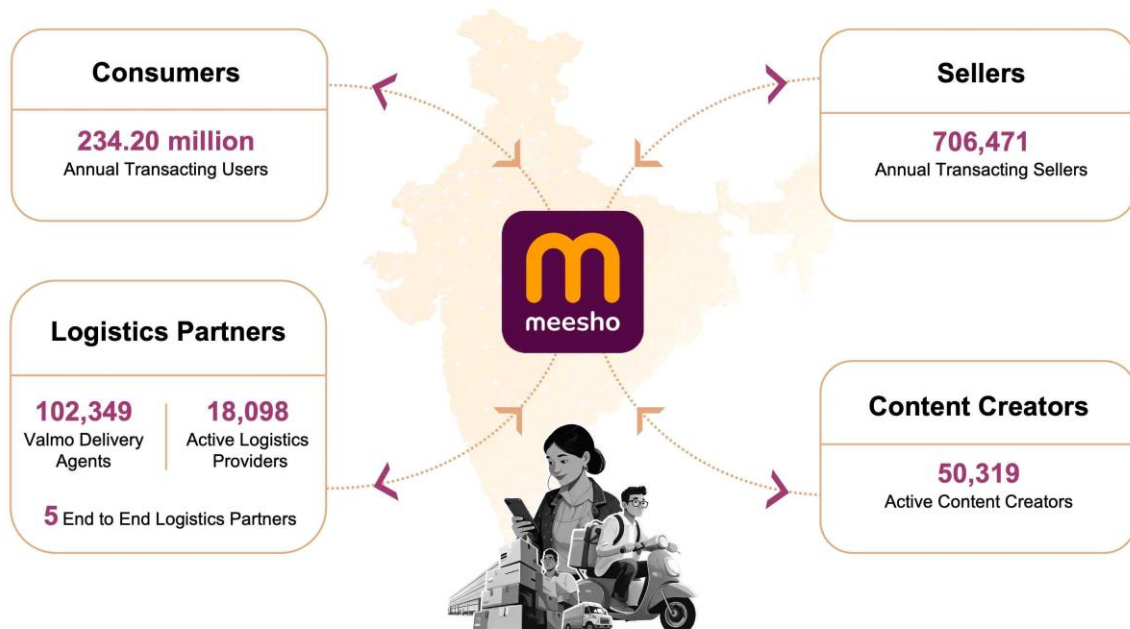 Consumers
234.20 million
Annual Transacting Users
Sellers
706,471
Annual Transacting Sellers
meesho
Logistics Partners
102,349
Valmo Delivery
Agents
18,098
Active Logistics
Providers
5 End to End Logistics Partners
Content Creators
50,319
Active Content Creators